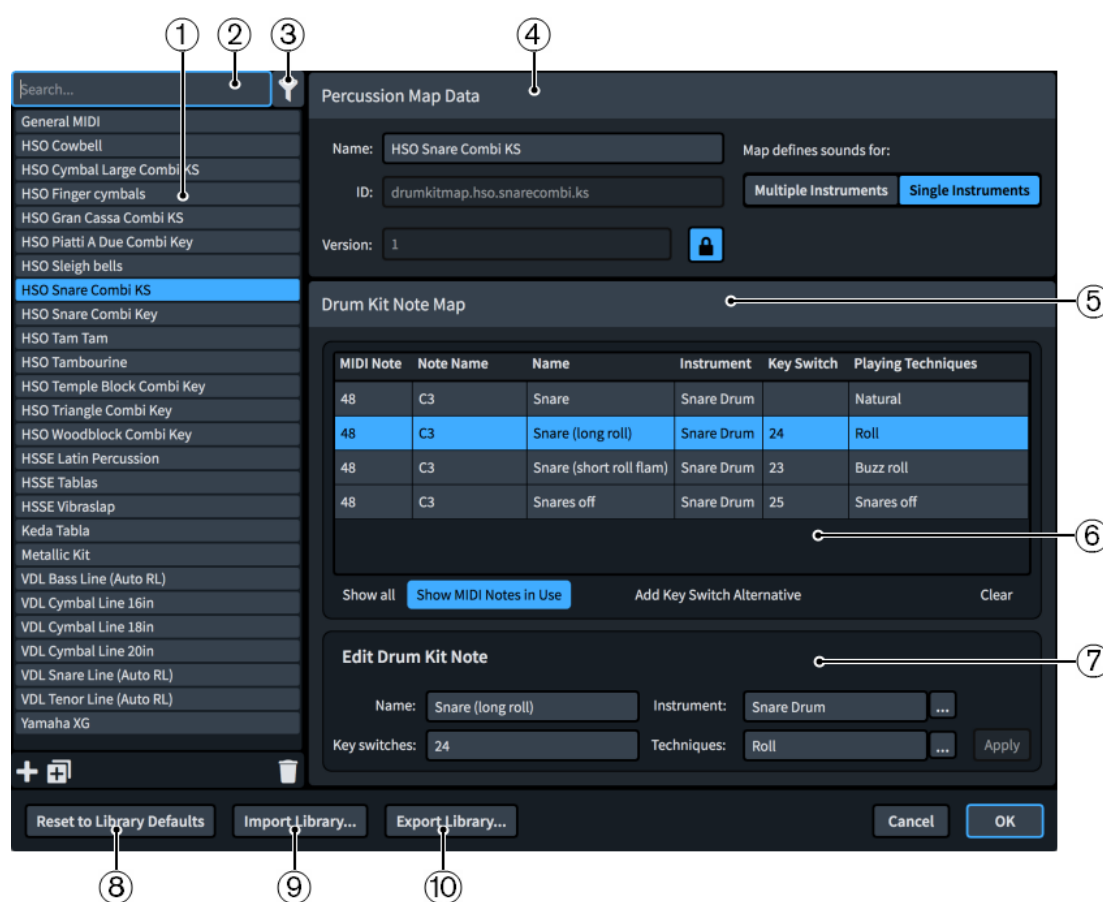 ① ② ③ ④
Search...
General MIDI
HSO Cowbell
HSO Cymbal Large Combi KS
HSO Finger cymbals
HSO Gran Cassa Combi KS
HSO Piatti A Due Combi Key
HSO Sleigh bells
HSO Snare Combi KS
HSO Snare Combi Key
HSO Tam Tam
HSO Tambourine
HSO Temple Block Combi Key
HSO Triangle Combi Key
HSO Woodblock Combi Key
HSSE Latin Percussion
HSSE Tablas
HSSE Vibraslap
Keda Tabla
Metallic Kit
VDL Bass Line (Auto RL)
VDL Cymbal Line 16in
VDL Cymbal Line 18in
VDL Cymbal Line 20in
VDL Snare Line (Auto RL)
VDL Tenor Line (Auto RL)
Yamaha XG
Percussion Map Data
Name: HSO Snare Combi KS
Map defines sounds for:
ID: drumkitmap.hso.snarecombi.ks
Multiple Instruments Single Instruments
Version: 1
Drum Kit Note Map
⑤
MIDI Note Note Name Name Instrument Key Switch Playing Techniques
48 C3 Snare Snare Drum Natural
48 C3 Snare (long roll) Snare Drum 24 Roll
48 C3 Snare (short roll flam) Snare Drum 23 Buzz roll
48 C3 Snares off Snare Drum 25 Snares off
⑥
Show all Show MIDI Notes in Use Add Key Switch Alternative Clear
Edit Drum Kit Note
⑦
Name: Snare (long roll) Instrument: Snare Drum ...
Key switches: 24 Techniques: Roll ... Apply
Reset to Library Defaults Import Library... Export Library... Cancel OK
⑧ ⑨ ⑩